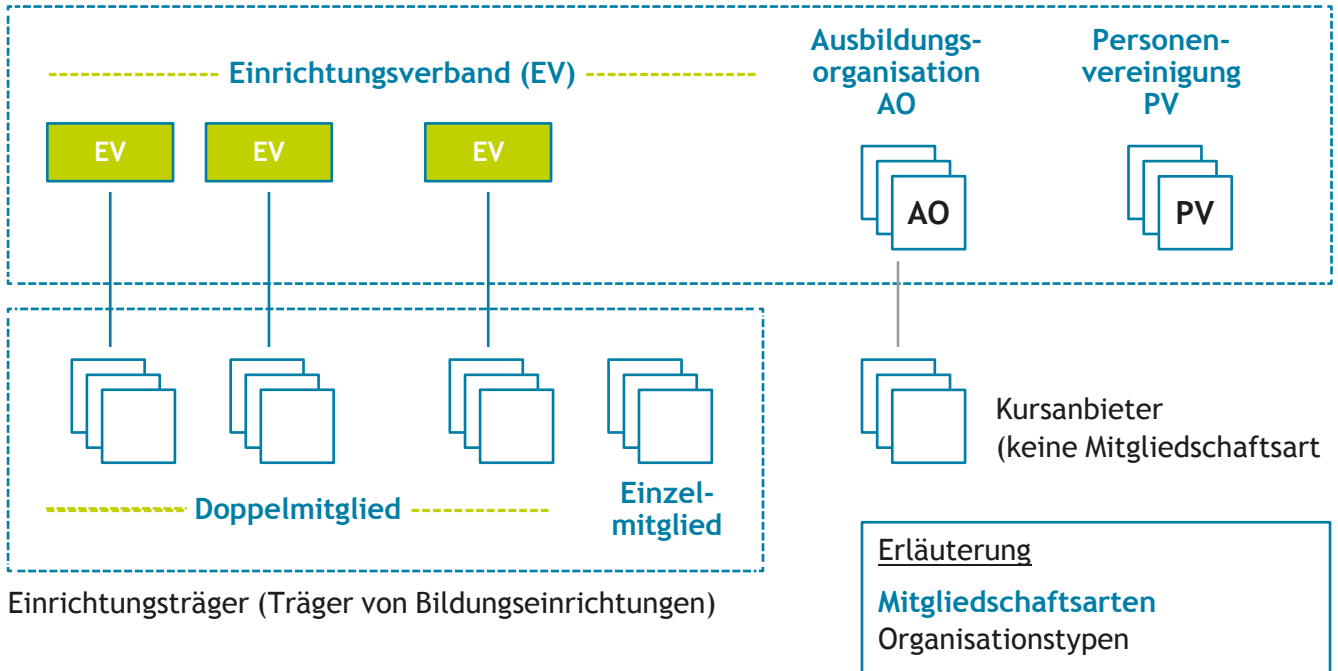 Einrichtungsverband (EV)
Ausbildungs-
organisation
AO
Personen-
vereinigung
PV
EV
EV
EV
AO
PV
Kursanbieter
(keine Mitgliedschaftsart
Doppelmitglied
Einzel-
mitglied
Einrichtungsträger (Träger von Bildungseinrichtungen)
Erläuterung
Mitgliedschaftsarten
Organisationstypen